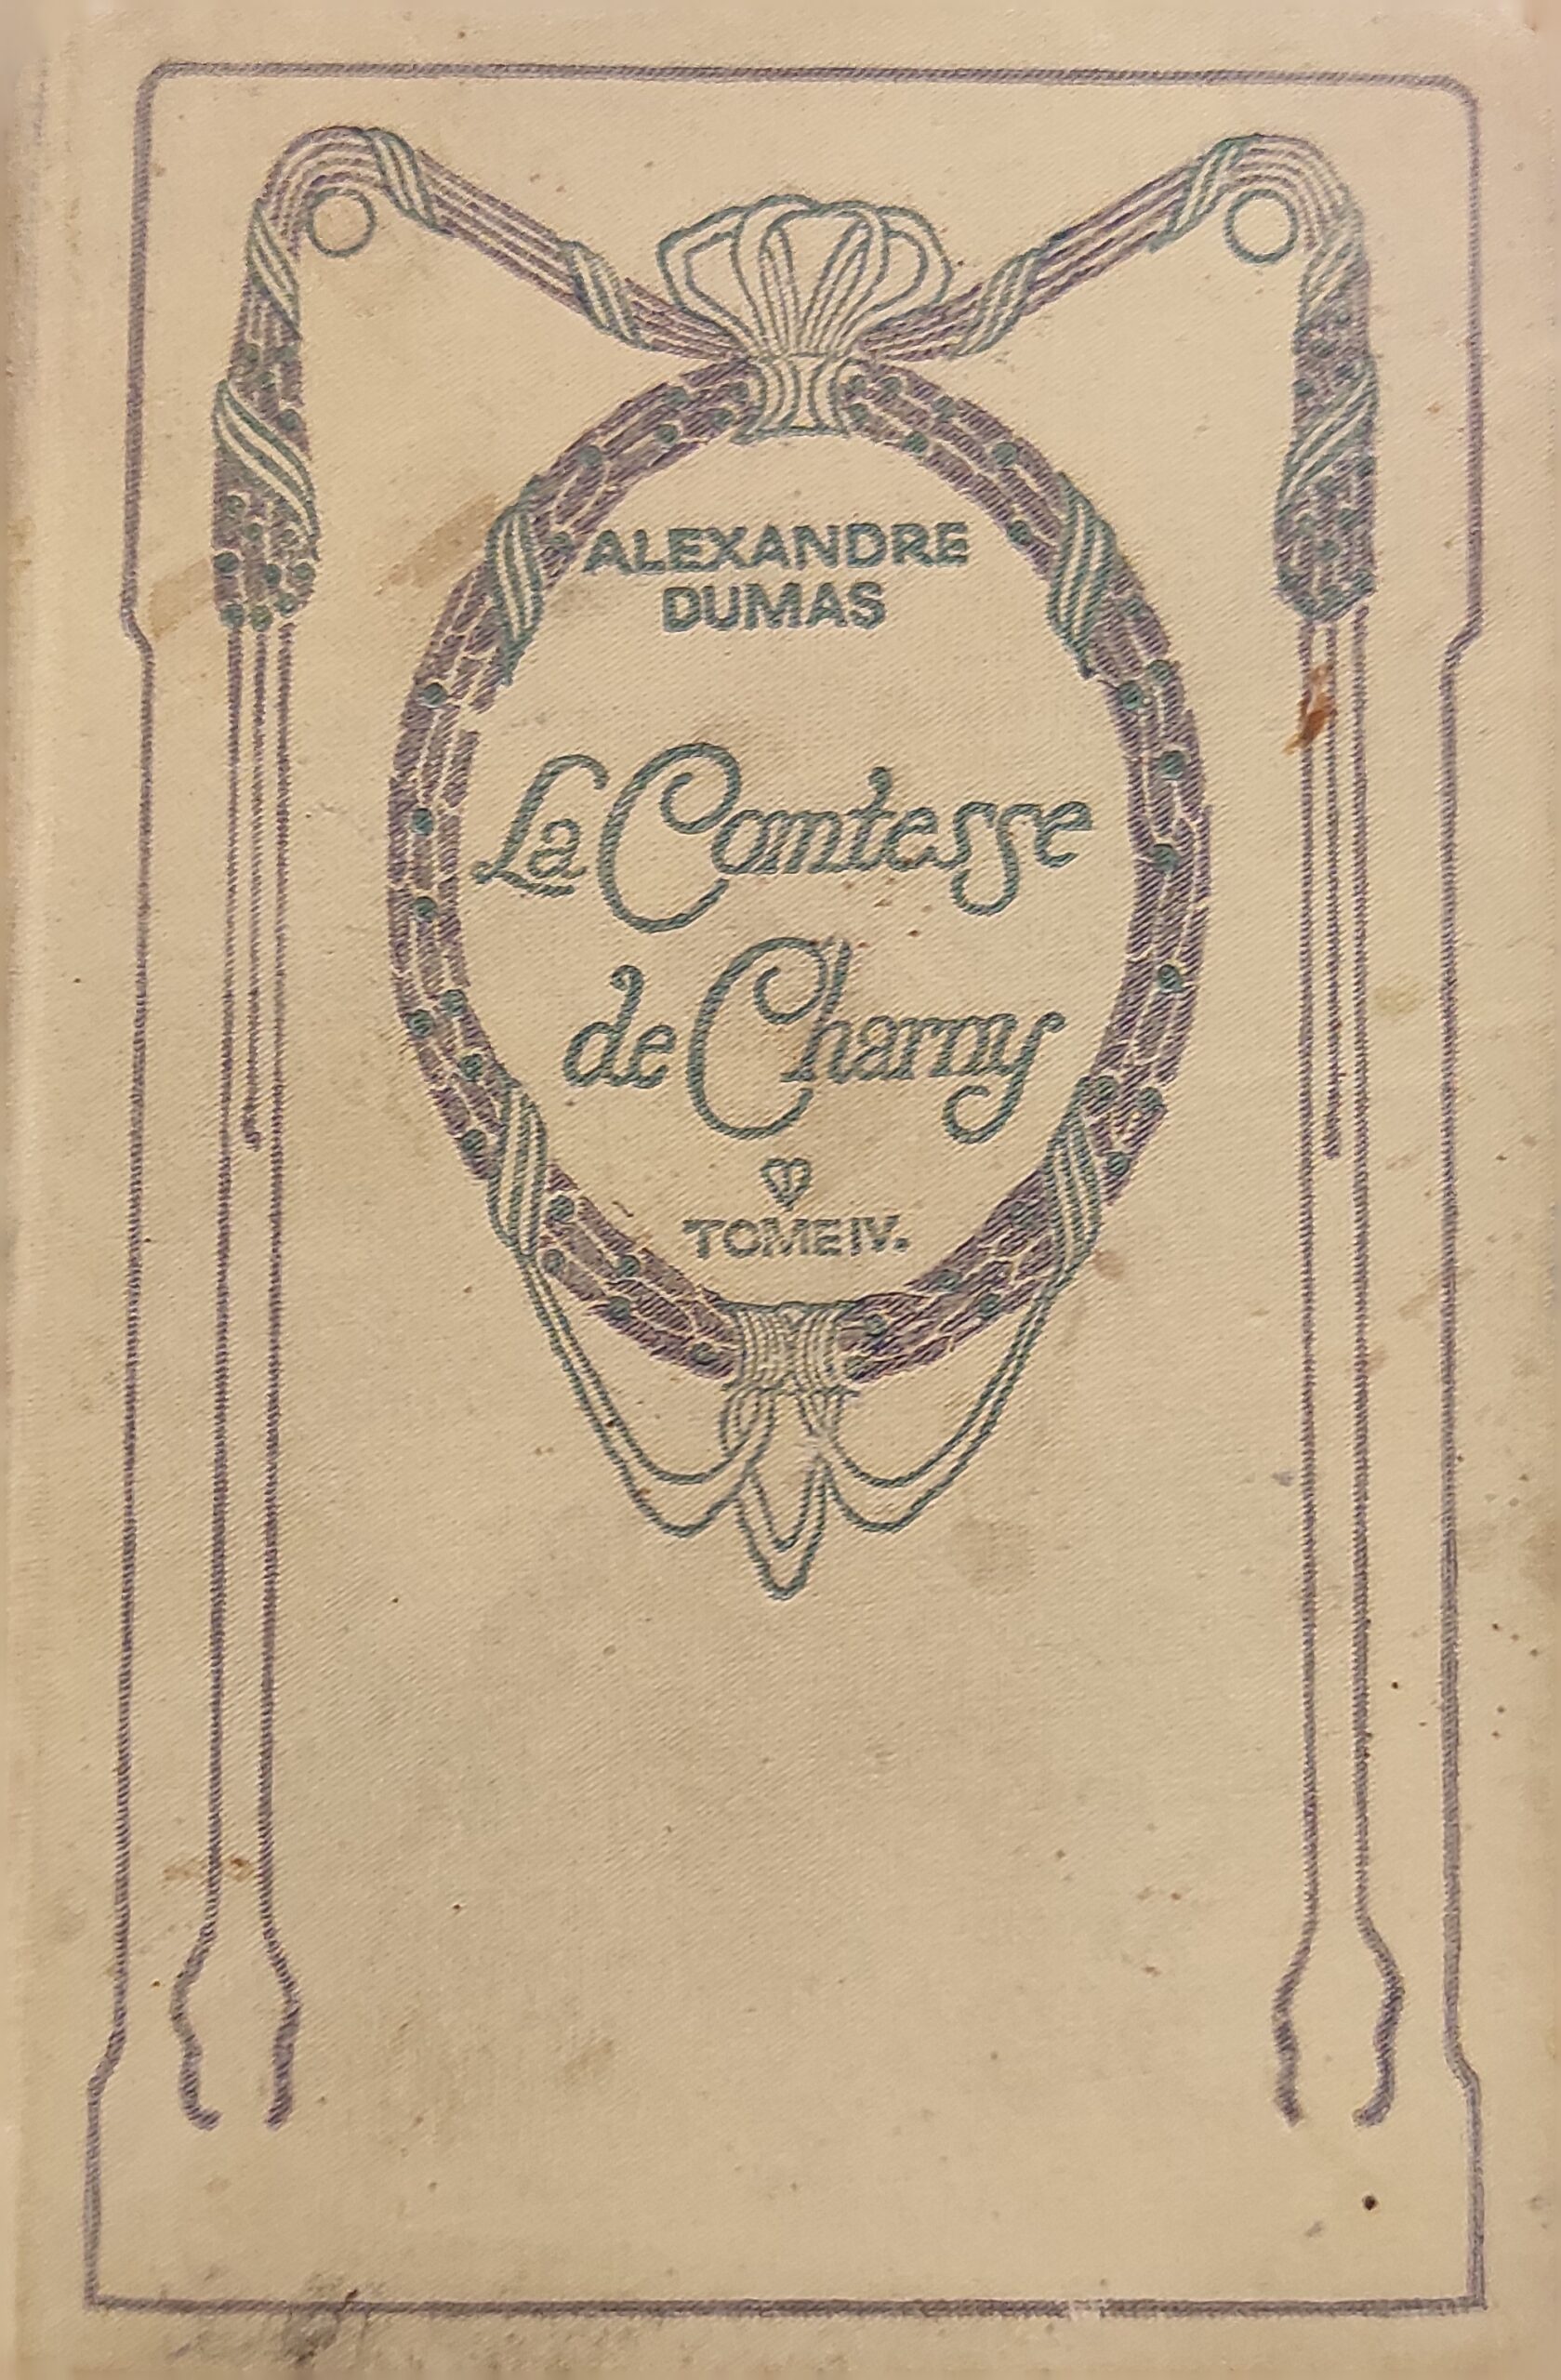 ALEXANDRE
DUMAS
La Comtesse
de Charny
TOME IV.